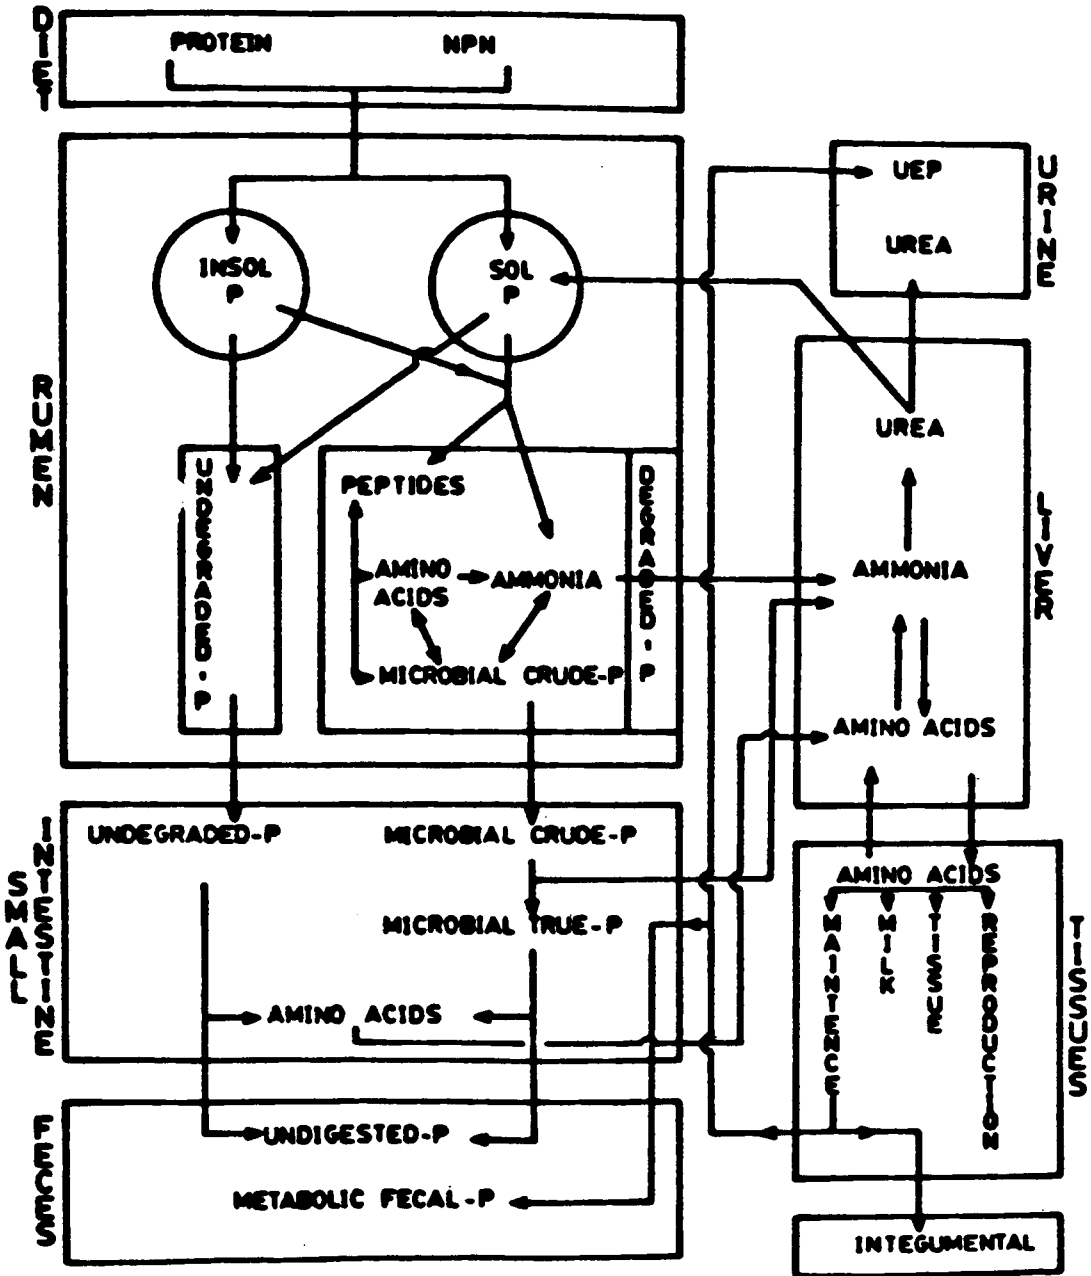 DIET
PROTEIN NPN
RUMEN
INSOL P
SOL P
UNDEGRADED-P
PEPTIDES
AMINO ACIDS
AMMONIA
MICROBIAL CRUDE-P
DEGRADED-P
URINE
UEP
UREA
LIVER
UREA
AMMONIA
AMINO ACIDS
SMALL INTESTINE
UNDEGRADED-P MICROBIAL CRUDE-P
MICROBIAL TRUE-P
AMINO ACIDS
TISSUES
AMINO ACIDS
MAINTENCE
MILK
TISSUE
REPRODUCTION
FECES
UNDIGESTED-P
METABOLIC FECAL-P
INTEGUMENTAL